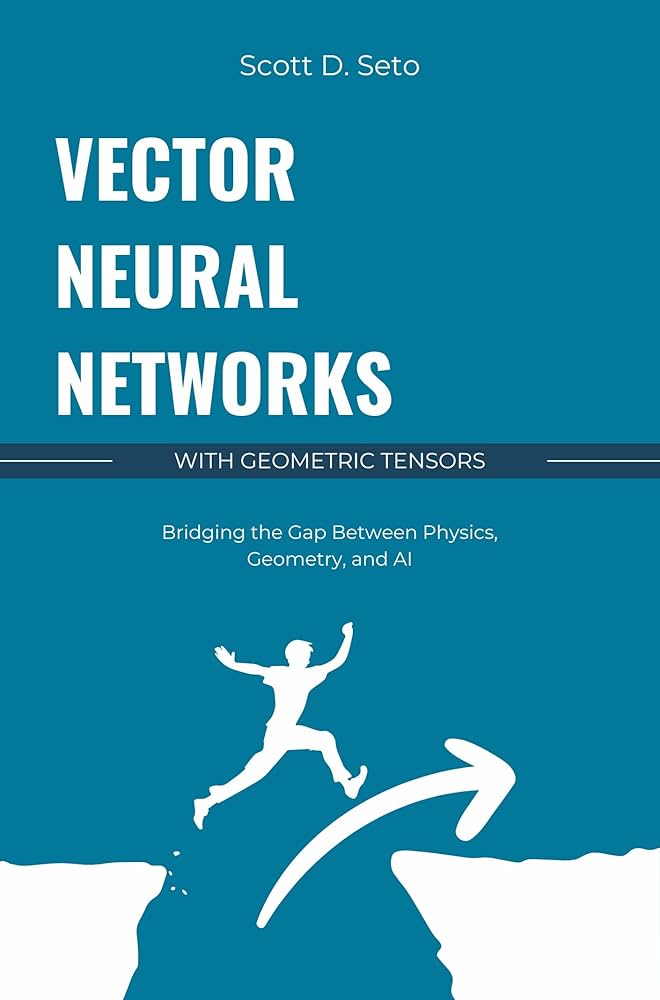 Scott D. Seto
VECTOR
NEURAL
NETWORKS
WITH GEOMETRIC TENSORS
Bridging the Gap Between Physics,
Geometry, and AI